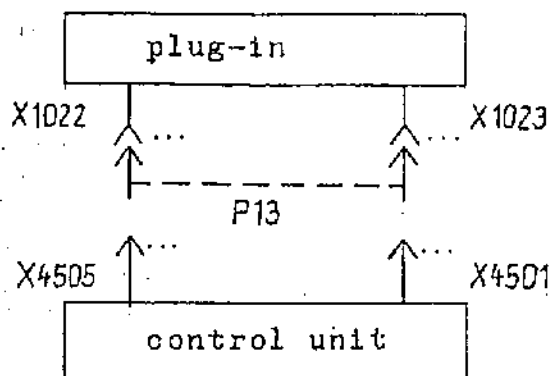 plug-in
X1022 ... ... X1023
P13
... ...
X4505 X4501
control unit